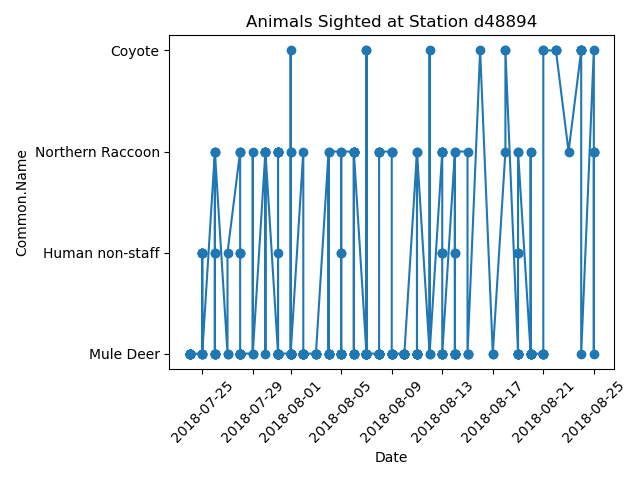 Animals Sighted at Station d48894
Common.Name
Coyote
Northern Raccoon
Human non-staff
Mule Deer
2018-07-25
2018-07-29
2018-08-01
2018-08-05
2018-08-09
2018-08-13
2018-08-17
2018-08-21
2018-08-25
Date